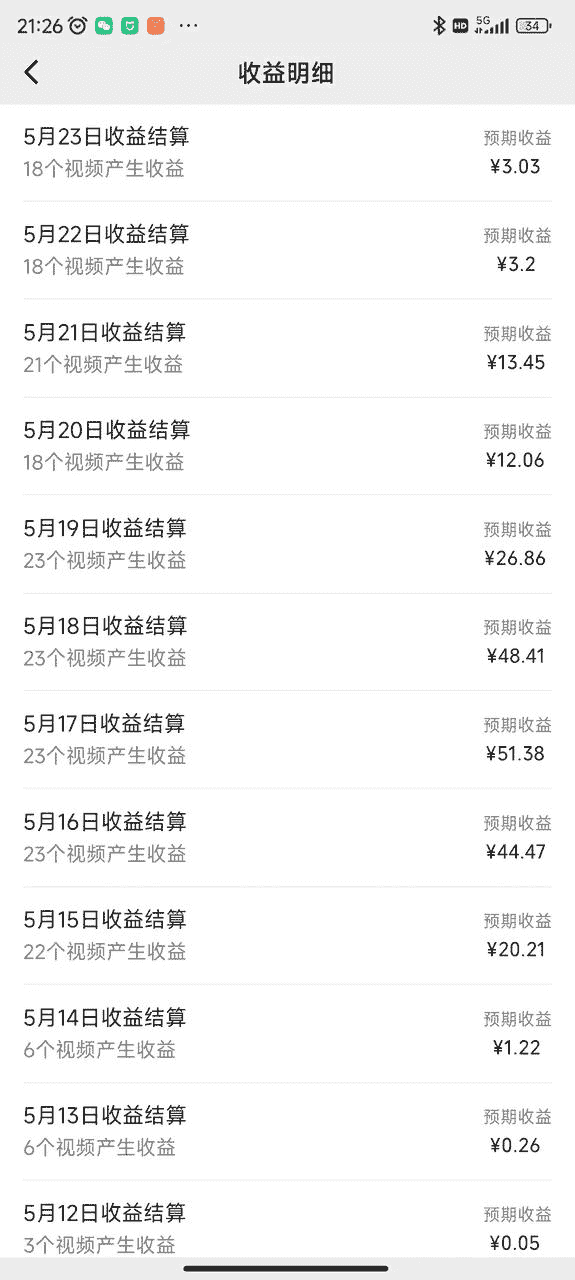 21:26 ··· HD 5G 34
收益明细
5月23日收益结算 预期收益
18个视频产生收益 ¥3.03
5月22日收益结算 预期收益
18个视频产生收益 ¥3.2
5月21日收益结算 预期收益
21个视频产生收益 ¥13.45
5月20日收益结算 预期收益
18个视频产生收益 ¥12.06
5月19日收益结算 预期收益
23个视频产生收益 ¥26.86
5月18日收益结算 预期收益
23个视频产生收益 ¥48.41
5月17日收益结算 预期收益
23个视频产生收益 ¥51.38
5月16日收益结算 预期收益
23个视频产生收益 ¥44.47
5月15日收益结算 预期收益
22个视频产生收益 ¥20.21
5月14日收益结算 预期收益
6个视频产生收益 ¥1.22
5月13日收益结算 预期收益
6个视频产生收益 ¥0.26
5月12日收益结算 预期收益
3个视频产生收益 ¥0.05